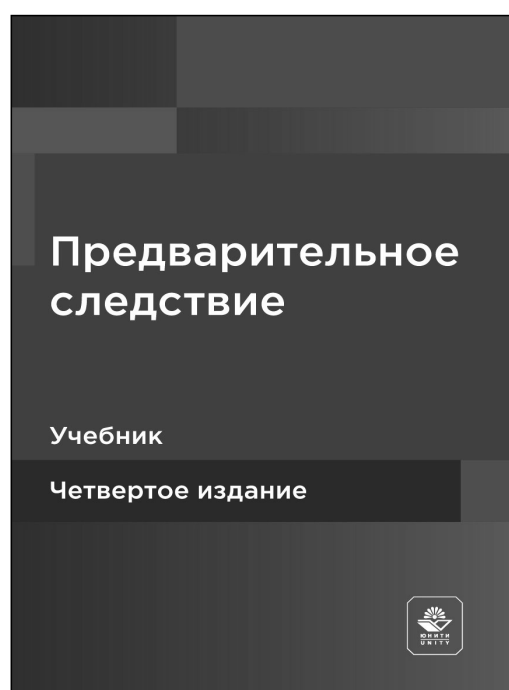 Предварительное
следствие
Учебник
Четвертое издание
ЮНИТИ
UNITY